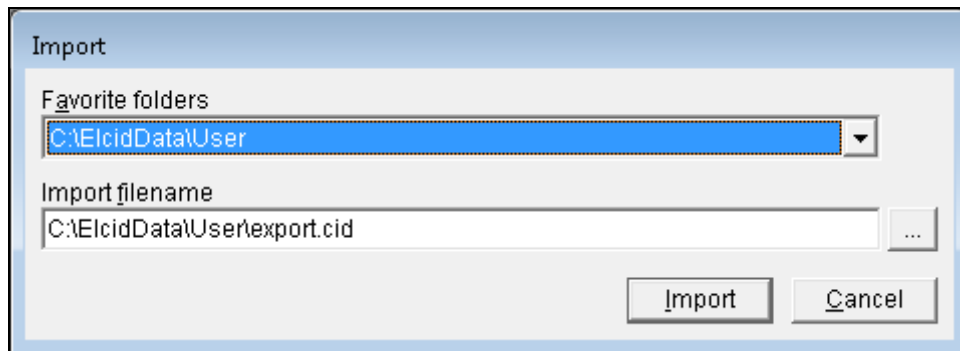 Import
Favorite folders
C:\ElcidData\User
Import filename
C:\ElcidData\User\export.cid
...
Import Cancel